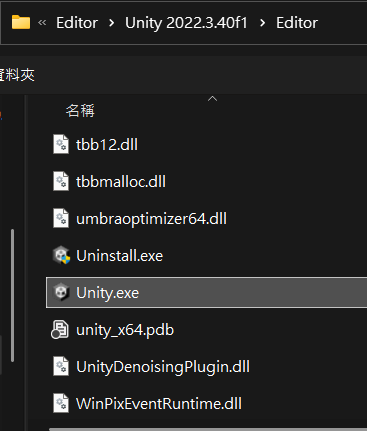 « Editor > Unity 2022.3.40f1 > Editor
資料夾
名稱
tbb12.dll
tbbmalloc.dll
umbraoptimizer64.dll
Uninstall.exe
Unity.exe
unity_x64.pdb
UnityDenoisingPlugin.dll
WinPixEventRuntime.dll